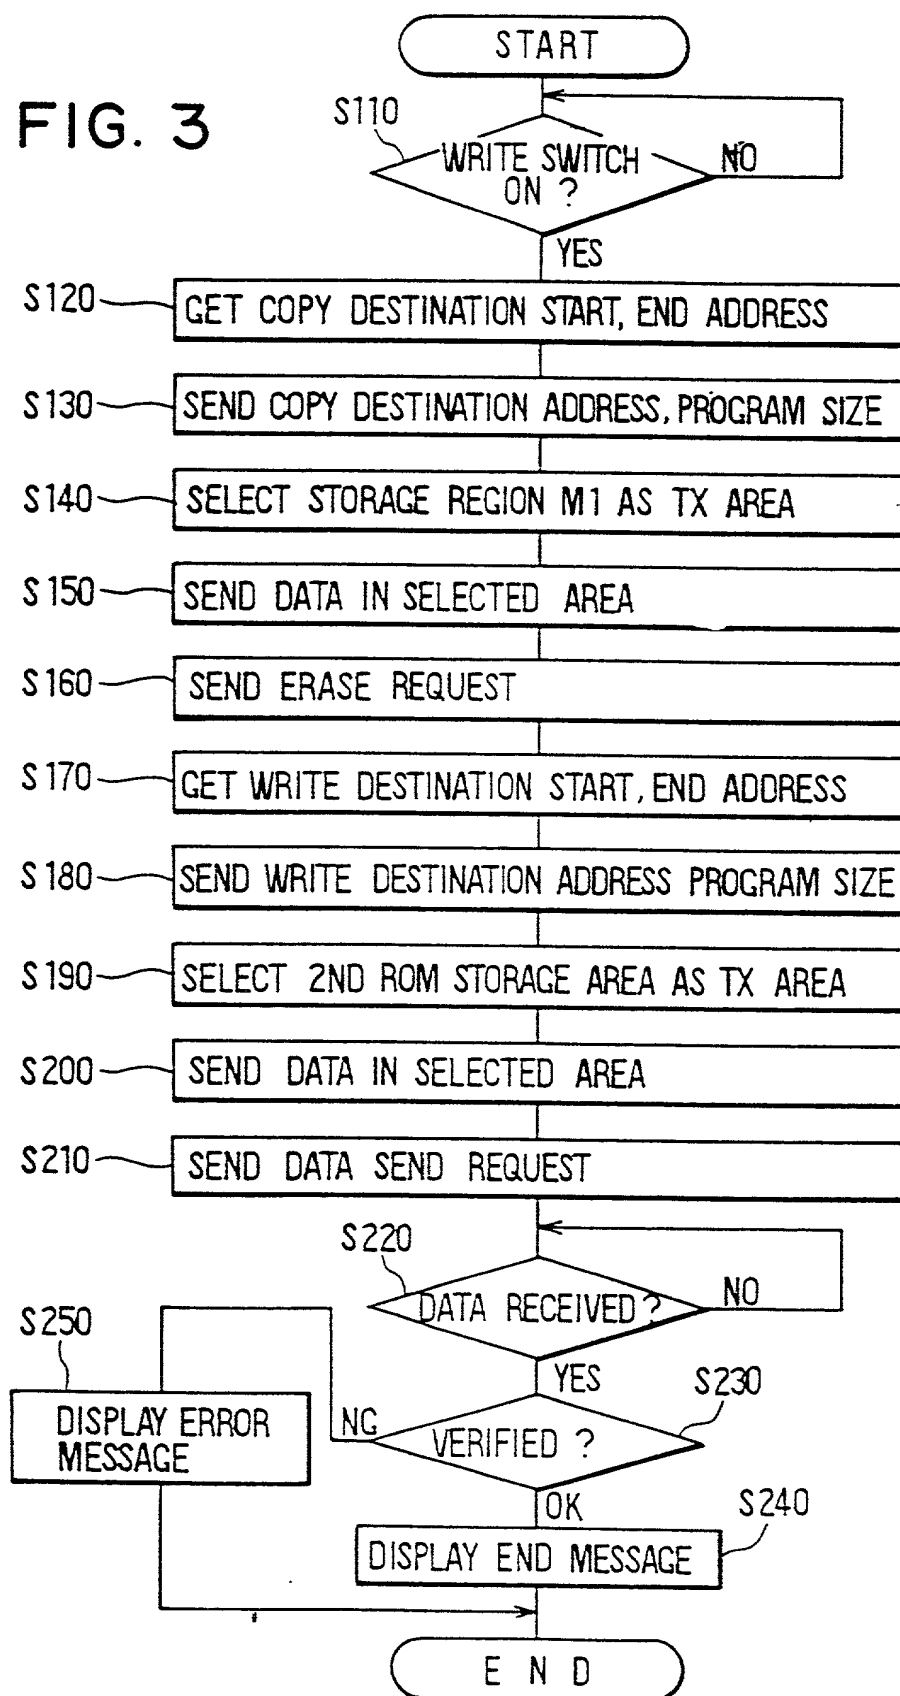 START
FIG. 3
S110
WRITE SWITCH
ON ?
NO
YES
S120
GET COPY DESTINATION START, END ADDRESS
S130
SEND COPY DESTINATION ADDRESS, PROGRAM SIZE
S140
SELECT STORAGE REGION M1 AS TX AREA
S150
SEND DATA IN SELECTED AREA
S160
SEND ERASE REQUEST
S170
GET WRITE DESTINATION START, END ADDRESS
S180
SEND WRITE DESTINATION ADDRESS PROGRAM SIZE
S190
SELECT 2ND ROM STORAGE AREA AS TX AREA
S200
SEND DATA IN SELECTED AREA
S210
SEND DATA SEND REQUEST
S220
DATA RECEIVED ?
NO
YES
S250
DISPLAY ERROR
MESSAGE
NG
S230
VERIFIED ?
OK
S240
DISPLAY END MESSAGE
END